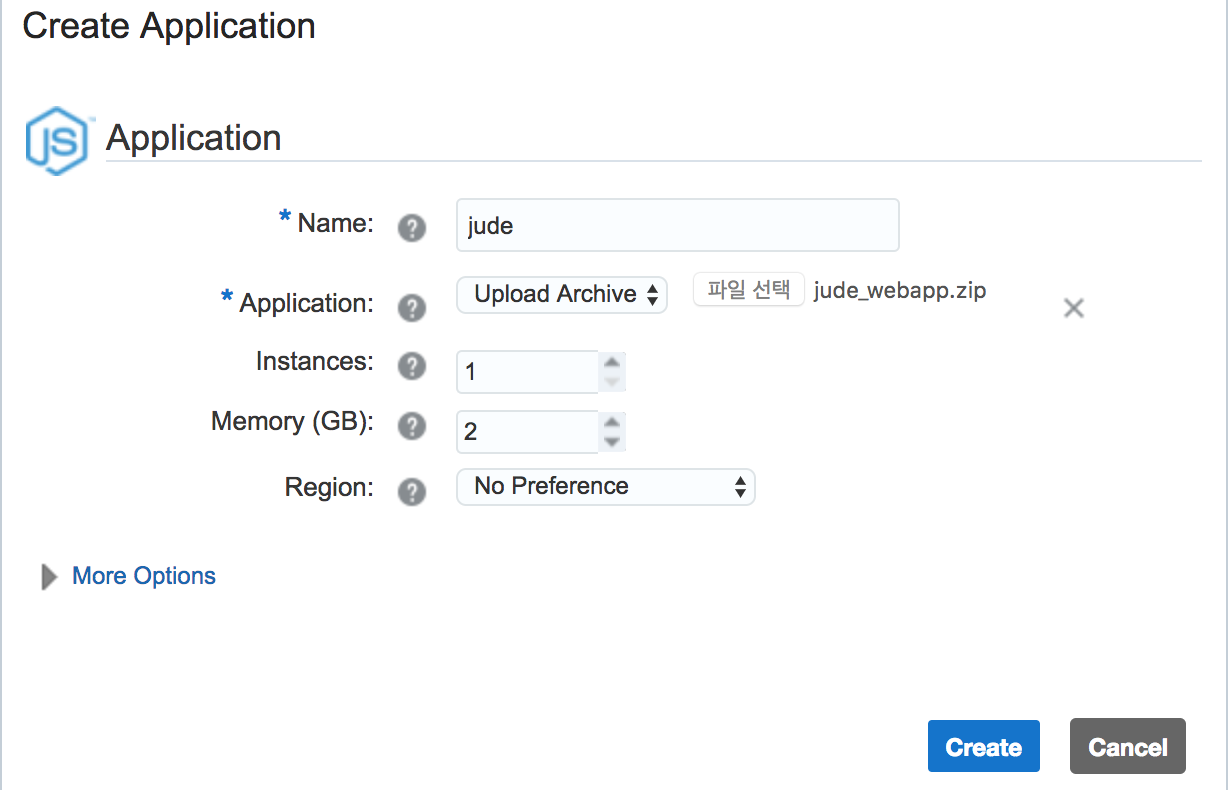 Create Application
JS Application
* Name: ? jude
* Application: ? Upload Archive 파일 선택 jude_webapp.zip
Instances: ? 1
Memory (GB): ? 2
Region: ? No Preference
More Options
Create Cancel